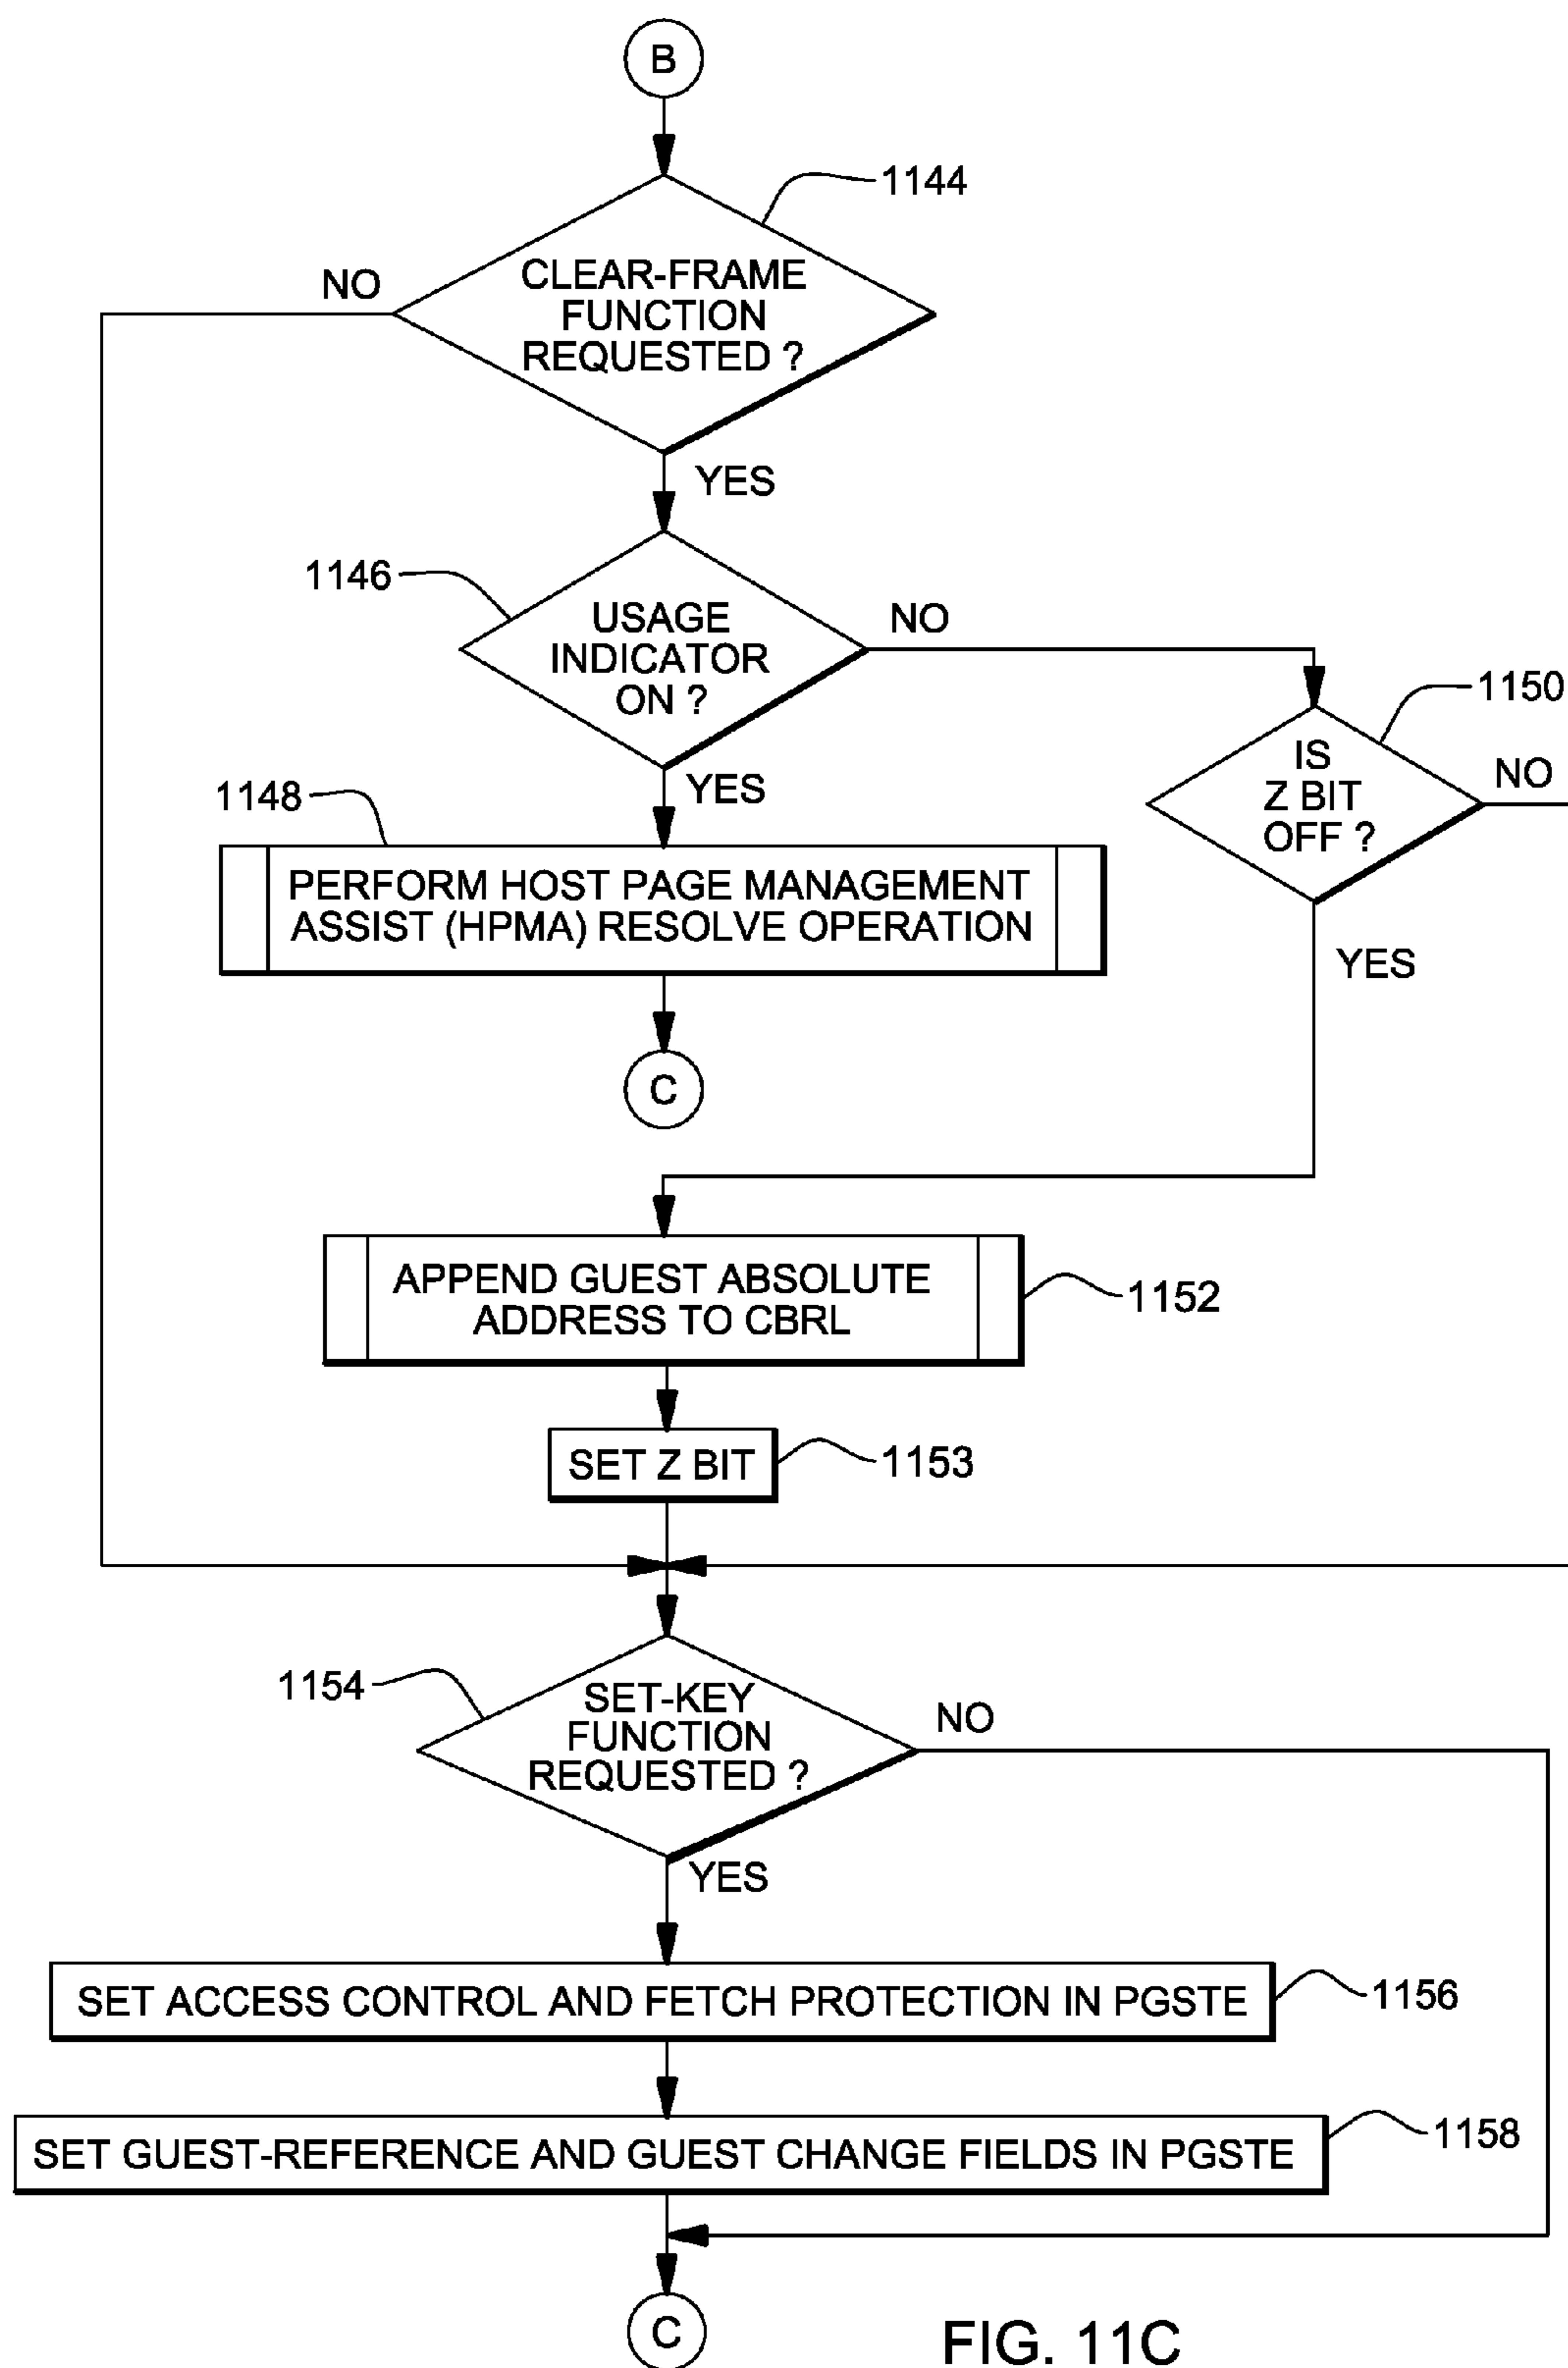 B
1144
CLEAR-FRAME
FUNCTION
REQUESTED ?
NO
YES
1146
USAGE
INDICATOR
ON ?
NO
YES
1150
IS
Z BIT
OFF ?
NO
YES
1148
PERFORM HOST PAGE MANAGEMENT
ASSIST (HPMA) RESOLVE OPERATION
C
APPEND GUEST ABSOLUTE
ADDRESS TO CBRL
1152
SET Z BIT
1153
1154
SET-KEY
FUNCTION
REQUESTED ?
NO
YES
SET ACCESS CONTROL AND FETCH PROTECTION IN PGSTE
1156
SET GUEST-REFERENCE AND GUEST CHANGE FIELDS IN PGSTE
1158
C
FIG. 11C